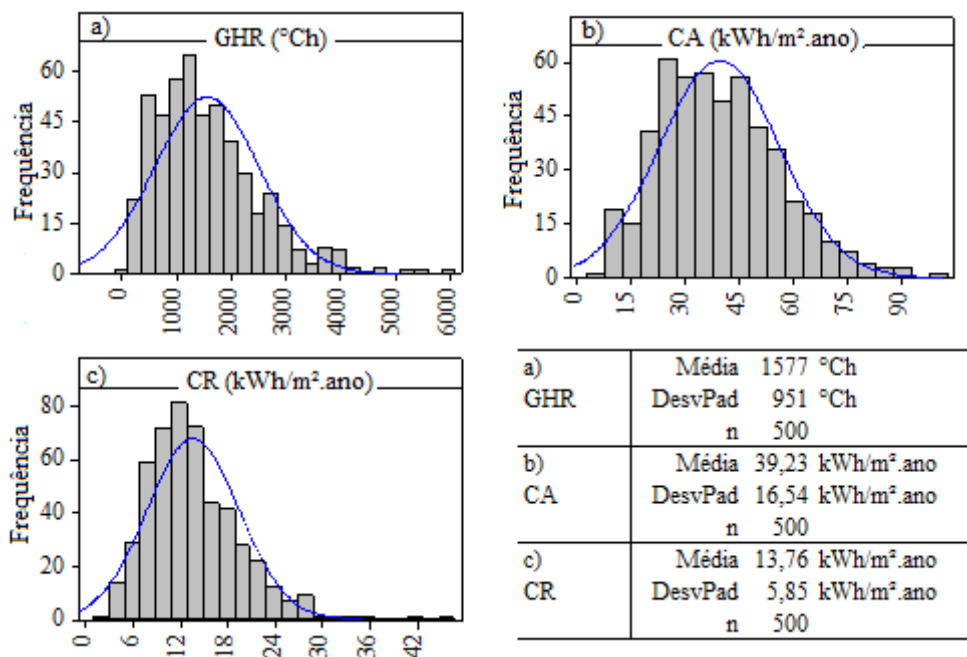 a)
GHR (°Ch)
Frequência
60
45
30
15
0
0 1000 2000 3000 4000 5000 6000
b)
CA (kWh/m².ano)
Frequência
60
45
30
15
0
0 15 30 45 60 75 90
c)
CR (kWh/m².ano)
Frequência
80
60
40
20
0
0 6 12 18 24 30 36 42
a) Média 1577 °Ch
GHR DesvPad 951 °Ch
n 500
b) Média 39,23 kWh/m².ano
CA DesvPad 16,54 kWh/m².ano
n 500
c) Média 13,76 kWh/m².ano
CR DesvPad 5,85 kWh/m².ano
n 500